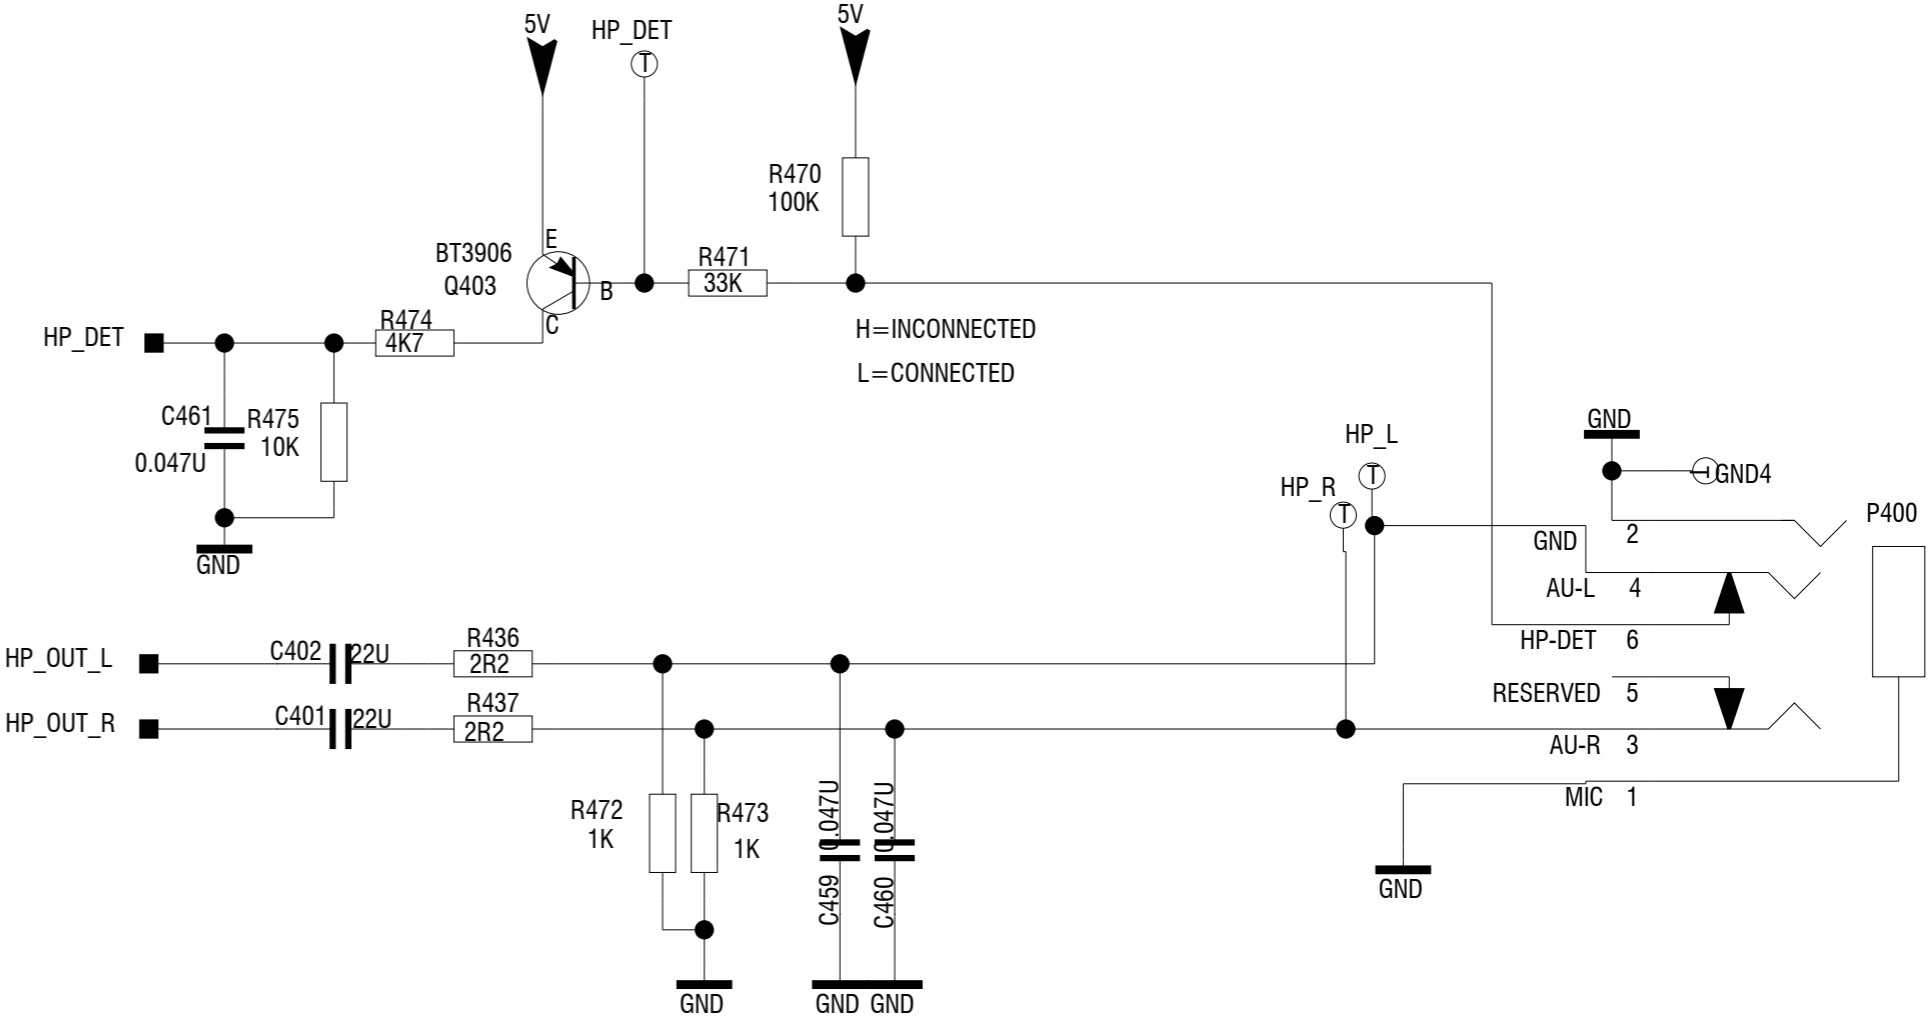 5V
HP_DET
T
5V
R470
100K
E
BT3906
Q403
B
C
R471
33K
H=INCONNECTED
L=CONNECTED
HP_DET
R474
4K7
C461
0.047U
R475
10K
GND
HP_L
T
HP_R
T
GND
T
GND4
P400
GND 2
AU-L 4
HP-DET 6
RESERVED 5
AU-R 3
MIC 1
GND
HP_OUT_L
C402
22U
R436
2R2
HP_OUT_R
C401
22U
R437
2R2
R472
1K
R473
1K
GND
0.047U
C459
GND
0.047U
C460
GND